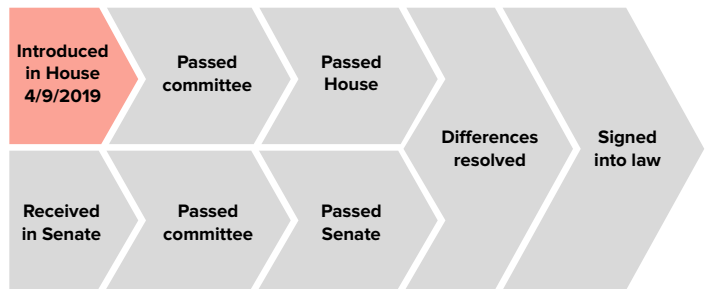 Introduced
in House
4/9/2019
Passed
committee
Passed
House
Differences
resolved
Signed
into law
Received
in Senate
Passed
committee
Passed
Senate